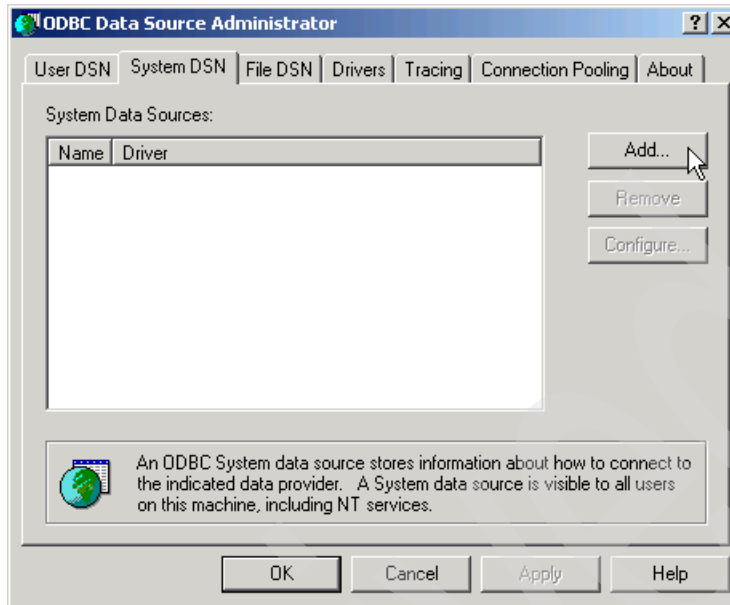 ODBC Data Source Administrator
User DSN System DSN File DSN Drivers Tracing Connection Pooling About
System Data Sources:
Name Driver
Add...
Remove
Configure...
An ODBC System data source stores information about how to connect to
the indicated data provider. A System data source is visible to all users
on this machine, including NT services.
OK Cancel Apply Help